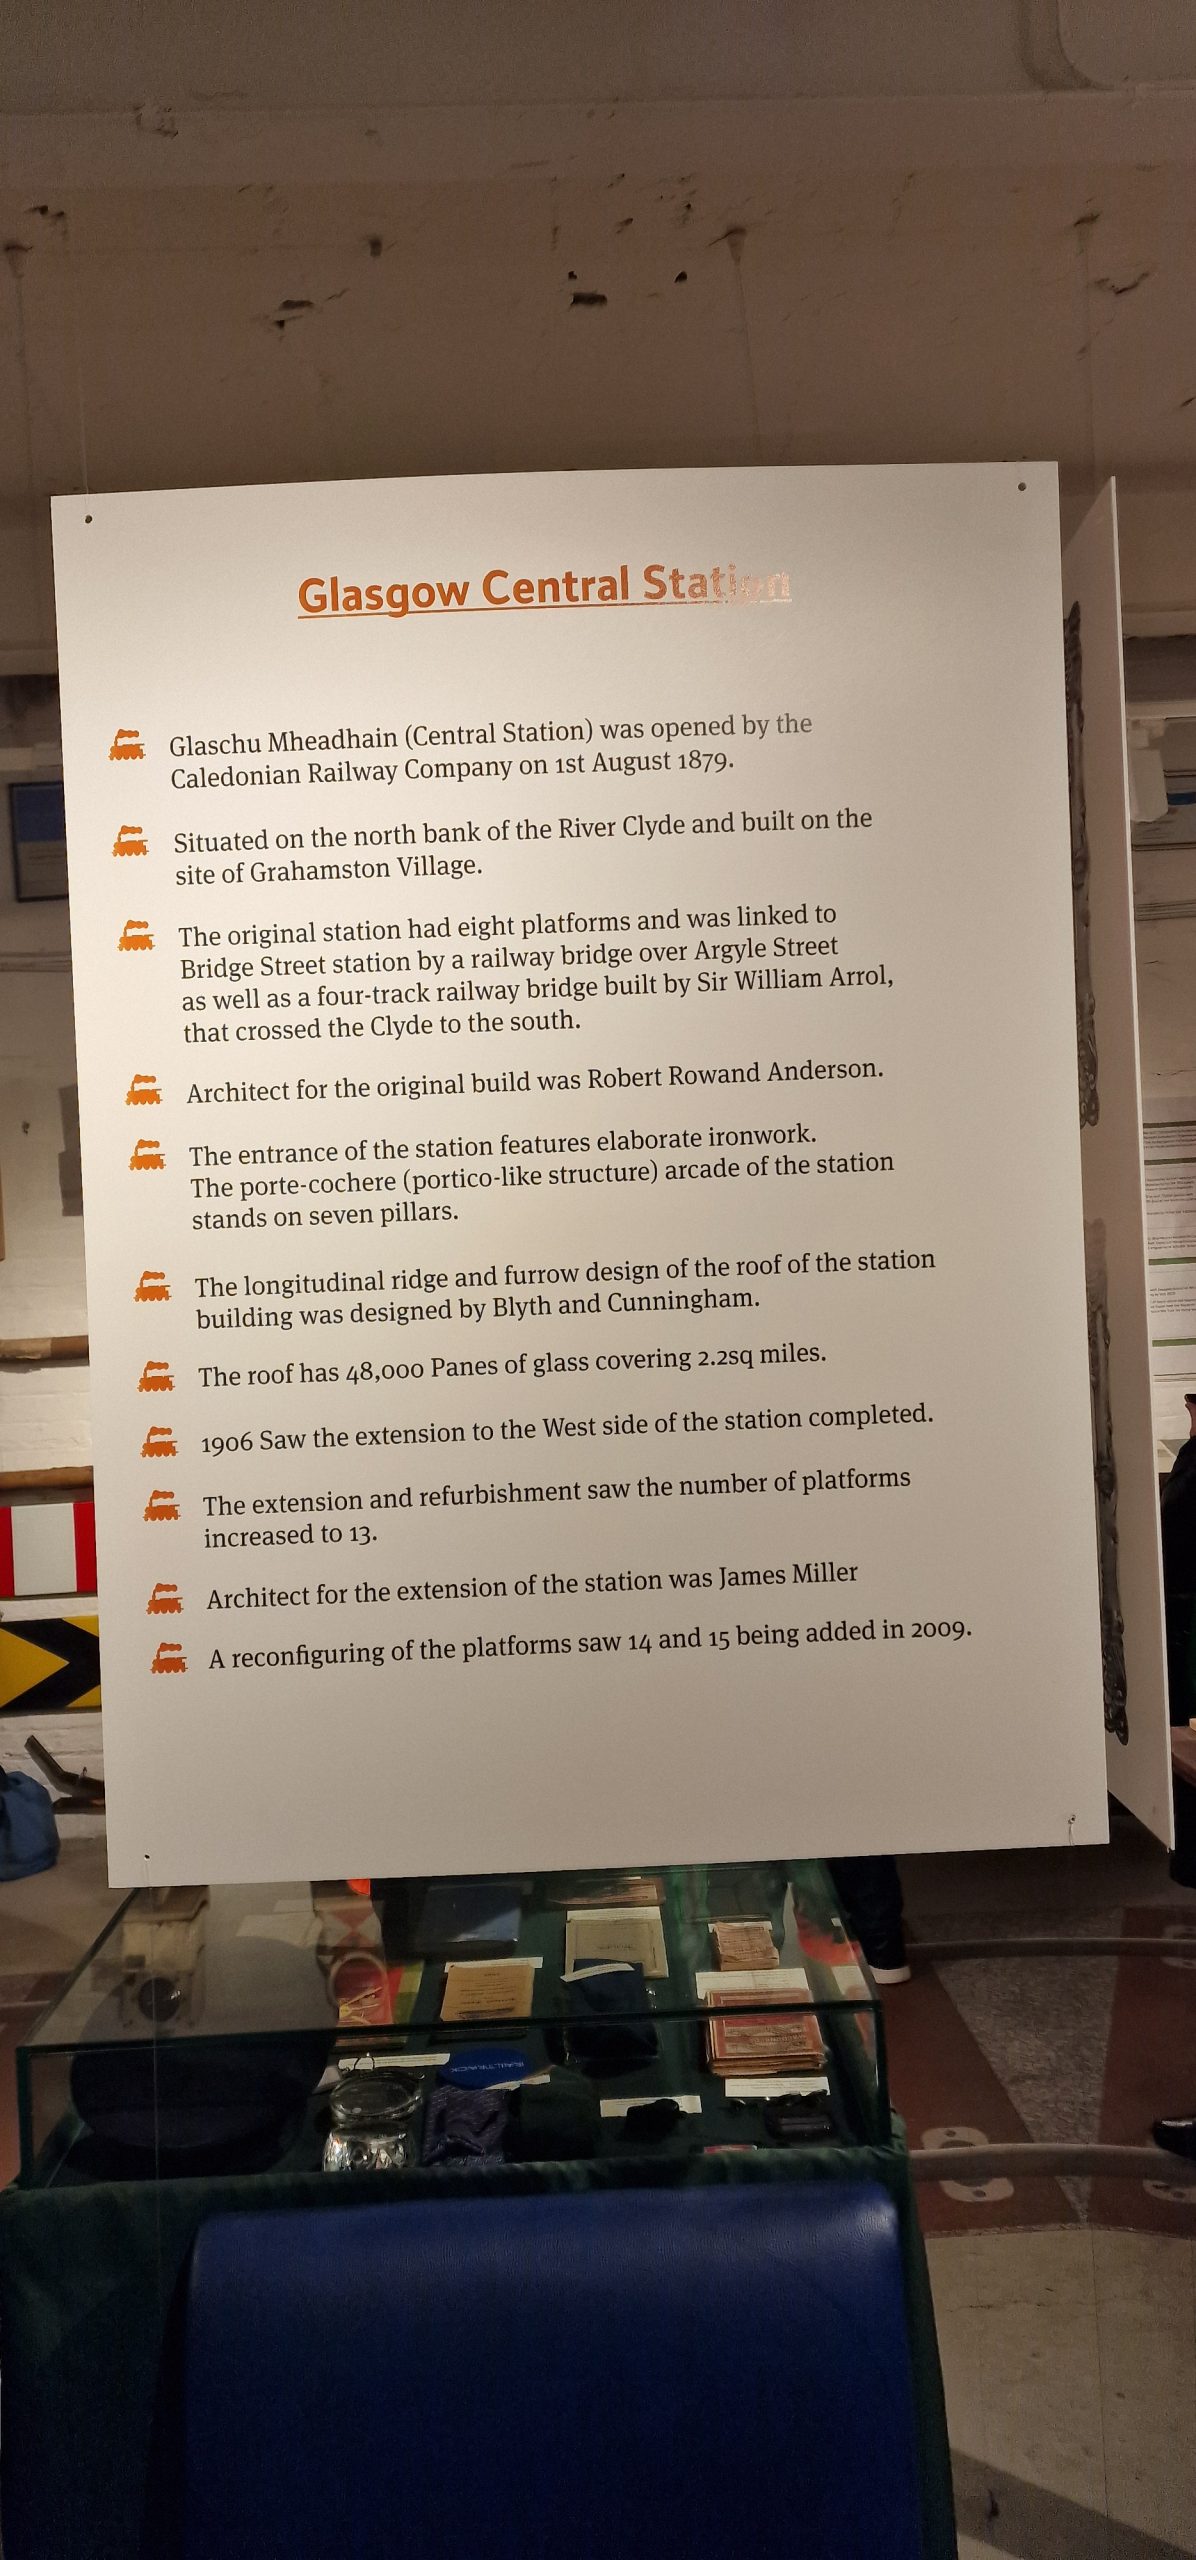 Glasgow Central Station
Glaschu Mheadhain (Central Station) was opened by the
Caledonian Railway Company on 1st August 1879.
Situated on the north bank of the River Clyde and built on the
site of Grahamston Village.
The original station had eight platforms and was linked to
Bridge Street station by a railway bridge over Argyle Street
as well as a four-track railway bridge built by Sir William Arrol,
that crossed the Clyde to the south.
Architect for the original build was Robert Rowand Anderson.
The entrance of the station features elaborate ironwork.
The porte-cochere (portico-like structure) arcade of the station
stands on seven pillars.
The longitudinal ridge and furrow design of the roof of the station
building was designed by Blyth and Cunningham.
The roof has 48,000 Panes of glass covering 2.2sq miles.
1906 Saw the extension to the West side of the station completed.
The extension and refurbishment saw the number of platforms
increased to 13.
Architect for the extension of the station was James Miller
A reconfiguring of the platforms saw 14 and 15 being added in 2009.
RAILTRACK